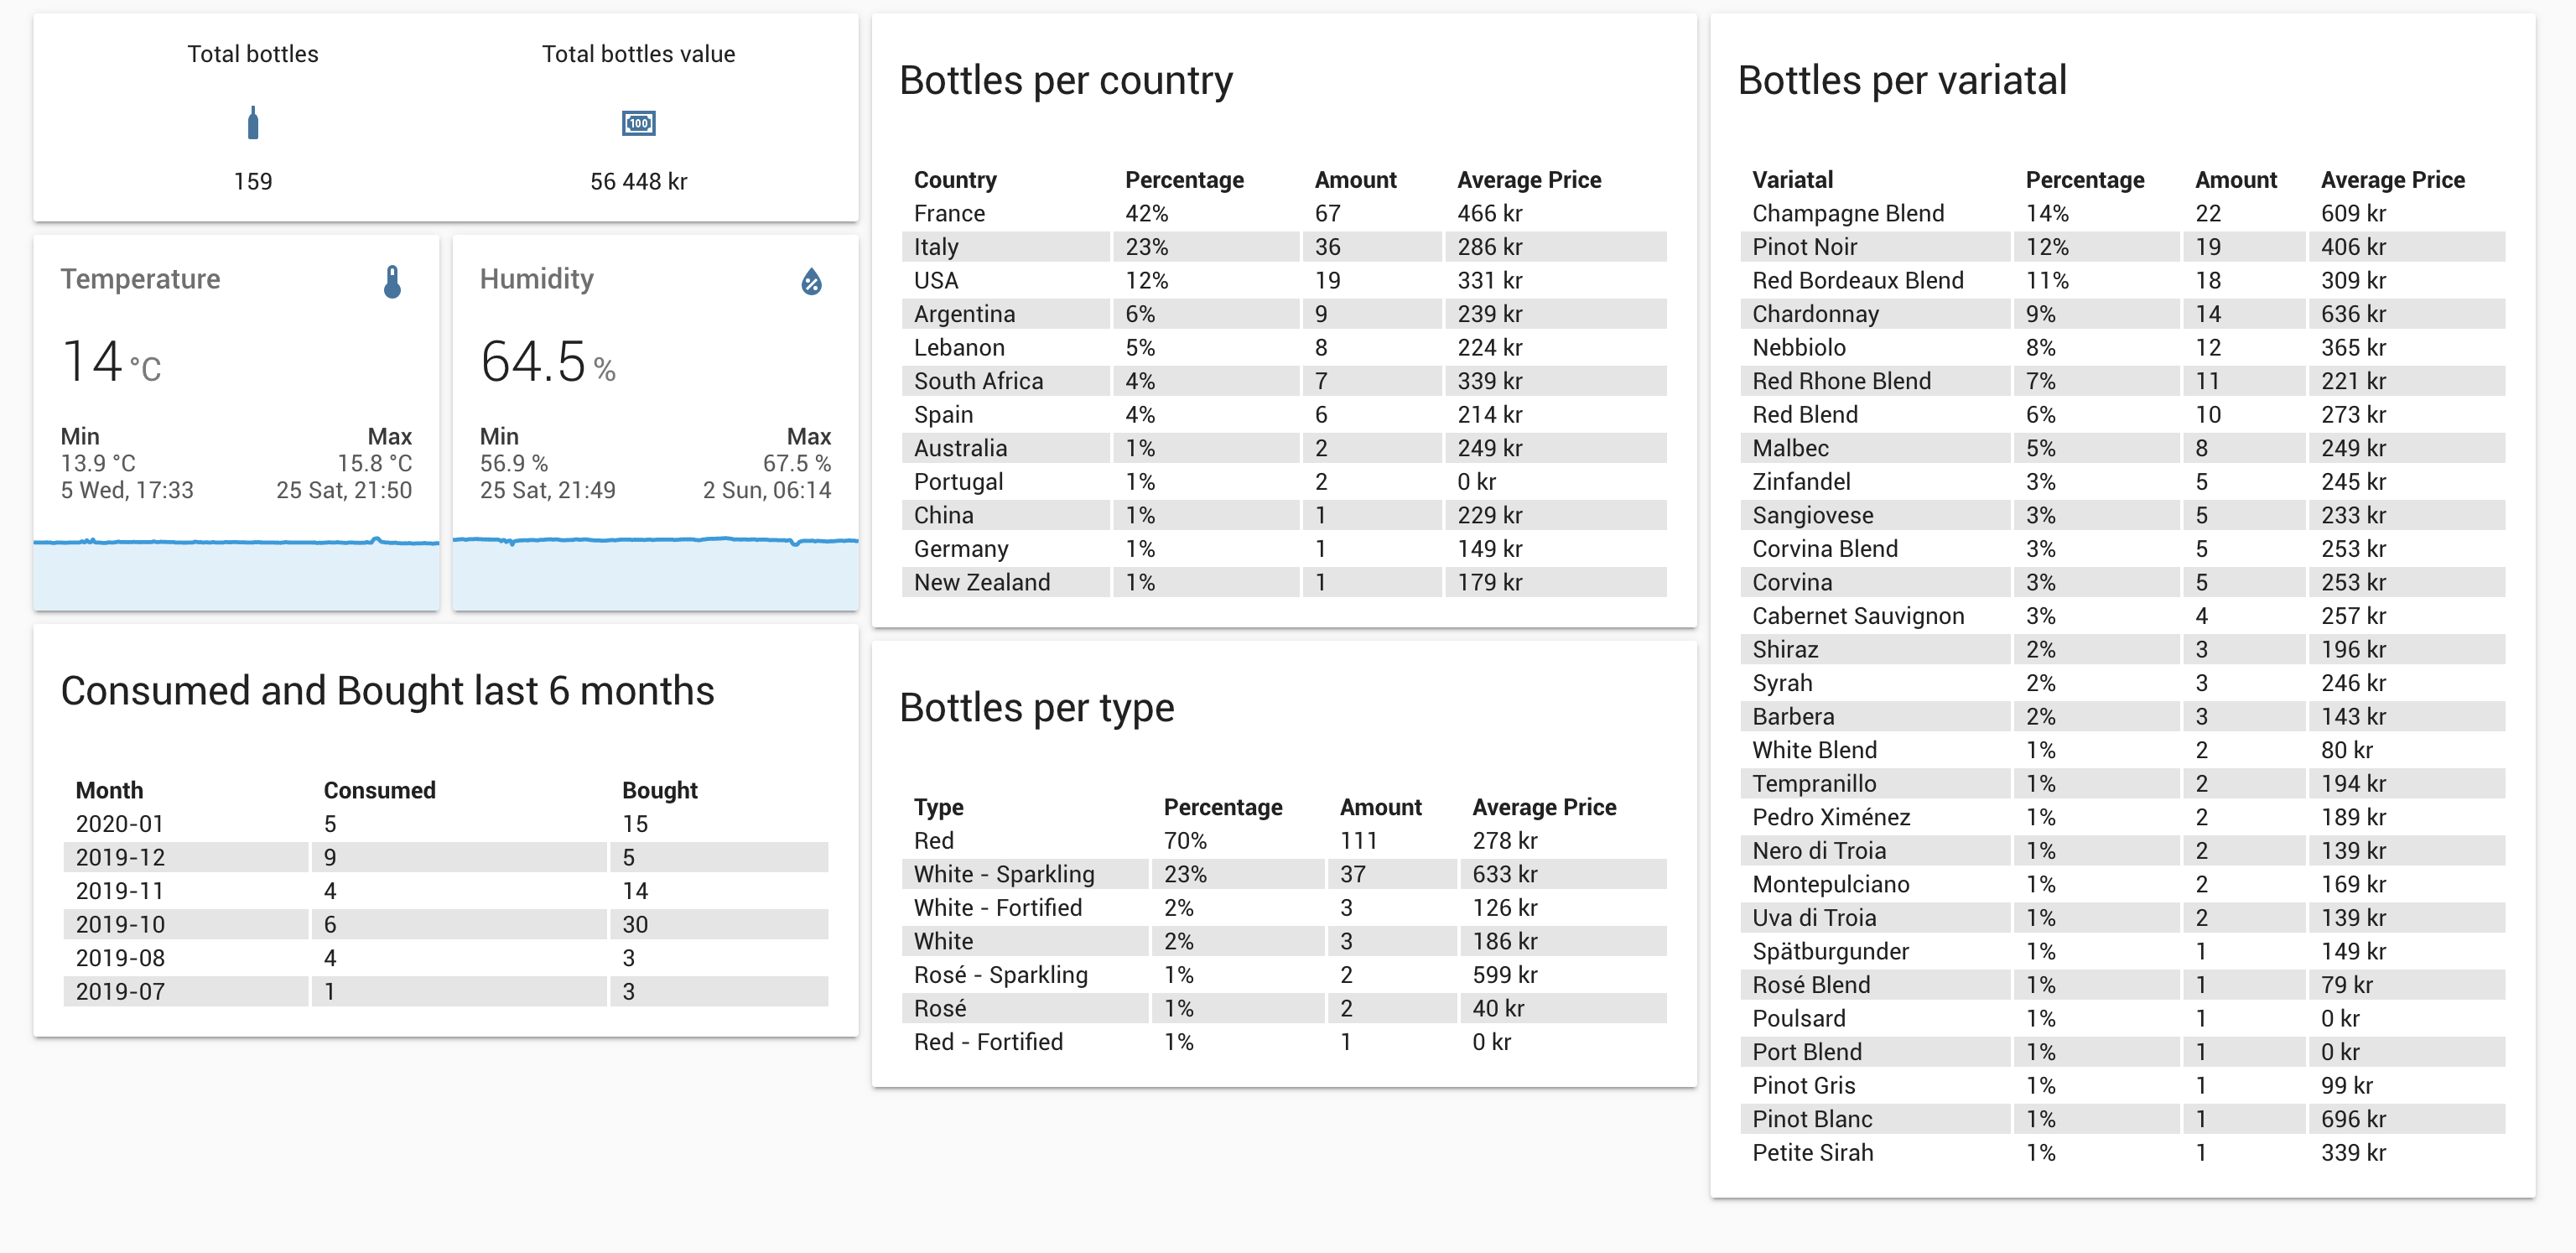 Total bottles
Total bottles value
100
159
56 448 kr
Temperature
14 °C
Min Max
13.9 °C 15.8 °C
5 Wed, 17:33 25 Sat, 21:50
Humidity
%
64.5 %
Min Max
56.9 % 67.5 %
25 Sat, 21:49 2 Sun, 06:14
Consumed and Bought last 6 months
Month Consumed Bought
2020-01 5 15
2019-12 9 5
2019-11 4 14
2019-10 6 30
2019-08 4 3
2019-07 1 3
Bottles per country
Country Percentage Amount Average Price
France 42% 67 466 kr
Italy 23% 36 286 kr
USA 12% 19 331 kr
Argentina 6% 9 239 kr
Lebanon 5% 8 224 kr
South Africa 4% 7 339 kr
Spain 4% 6 214 kr
Australia 1% 2 249 kr
Portugal 1% 2 0 kr
China 1% 1 229 kr
Germany 1% 1 149 kr
New Zealand 1% 1 179 kr
Bottles per type
Type Percentage Amount Average Price
Red 70% 111 278 kr
White - Sparkling 23% 37 633 kr
White - Fortified 2% 3 126 kr
White 2% 3 186 kr
Rosé - Sparkling 1% 2 599 kr
Rosé 1% 2 40 kr
Red - Fortified 1% 1 0 kr
Bottles per variatal
Variatal Percentage Amount Average Price
Champagne Blend 14% 22 609 kr
Pinot Noir 12% 19 406 kr
Red Bordeaux Blend 11% 18 309 kr
Chardonnay 9% 14 636 kr
Nebbiolo 8% 12 365 kr
Red Rhone Blend 7% 11 221 kr
Red Blend 6% 10 273 kr
Malbec 5% 8 249 kr
Zinfandel 3% 5 245 kr
Sangiovese 3% 5 233 kr
Corvina Blend 3% 5 253 kr
Corvina 3% 5 253 kr
Cabernet Sauvignon 3% 4 257 kr
Shiraz 2% 3 196 kr
Syrah 2% 3 246 kr
Barbera 2% 3 143 kr
White Blend 1% 2 80 kr
Tempranillo 1% 2 194 kr
Pedro Ximénez 1% 2 189 kr
Nero di Troia 1% 2 139 kr
Montepulciano 1% 2 169 kr
Uva di Troia 1% 2 139 kr
Spätburgunder 1% 1 149 kr
Rosé Blend 1% 1 79 kr
Poulsard 1% 1 0 kr
Port Blend 1% 1 0 kr
Pinot Gris 1% 1 99 kr
Pinot Blanc 1% 1 696 kr
Petite Sirah 1% 1 339 kr